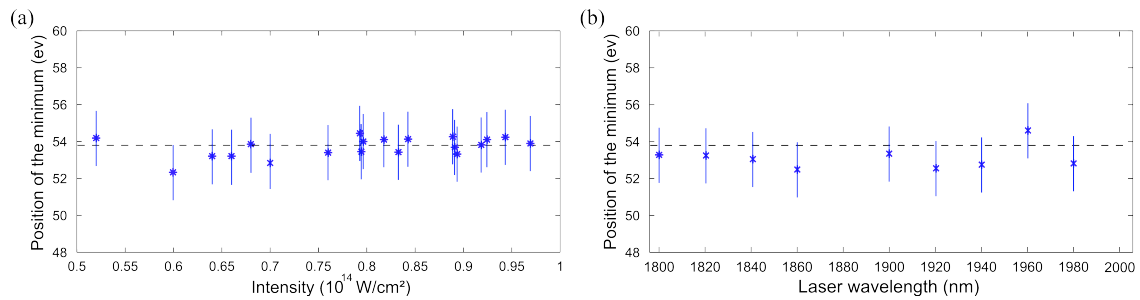 (a)
60
58
56
54
52
50
48
Position of the minimum (ev)
0.5 0.55 0.6 0.65 0.7 0.75 0.8 0.85 0.9 0.95 1
Intensity (10¹⁴ W/cm²)
(b)
60
58
56
54
52
50
48
Position of the minimum (ev)
1800 1820 1840 1860 1880 1900 1920 1940 1960 1980 2000
Laser wavelength (nm)